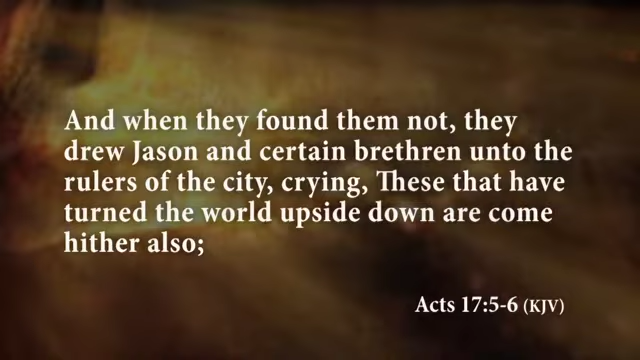 And when they found them not, they
drew Jason and certain brethren unto the
rulers of the city, crying, These that have
turned the world upside down are come
hither also;
Acts 17:5-6 (KJV)